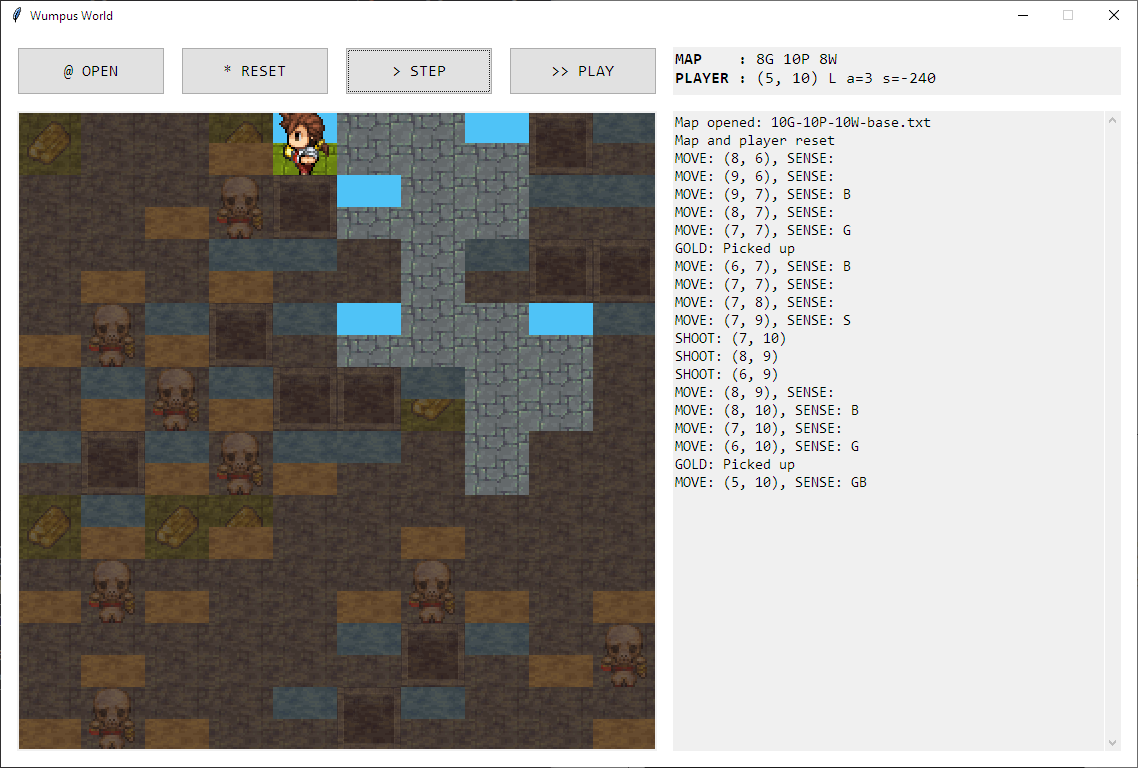 Wumpus World
@ OPEN
* RESET
> STEP
>> PLAY
MAP    : 8G 10P 8W
PLAYER : (5, 10) L a=3 s=-240
Map opened: 10G-10P-10W-base.txt
Map and player reset
MOVE: (8, 6), SENSE:
MOVE: (9, 6), SENSE:
MOVE: (9, 7), SENSE: B
MOVE: (8, 7), SENSE:
MOVE: (7, 7), SENSE: G
GOLD: Picked up
MOVE: (6, 7), SENSE: B
MOVE: (7, 7), SENSE:
MOVE: (7, 8), SENSE:
MOVE: (7, 9), SENSE: S
SHOOT: (7, 10)
SHOOT: (8, 9)
SHOOT: (6, 9)
MOVE: (8, 9), SENSE:
MOVE: (8, 10), SENSE: B
MOVE: (7, 10), SENSE:
MOVE: (6, 10), SENSE: G
GOLD: Picked up
MOVE: (5, 10), SENSE: GB